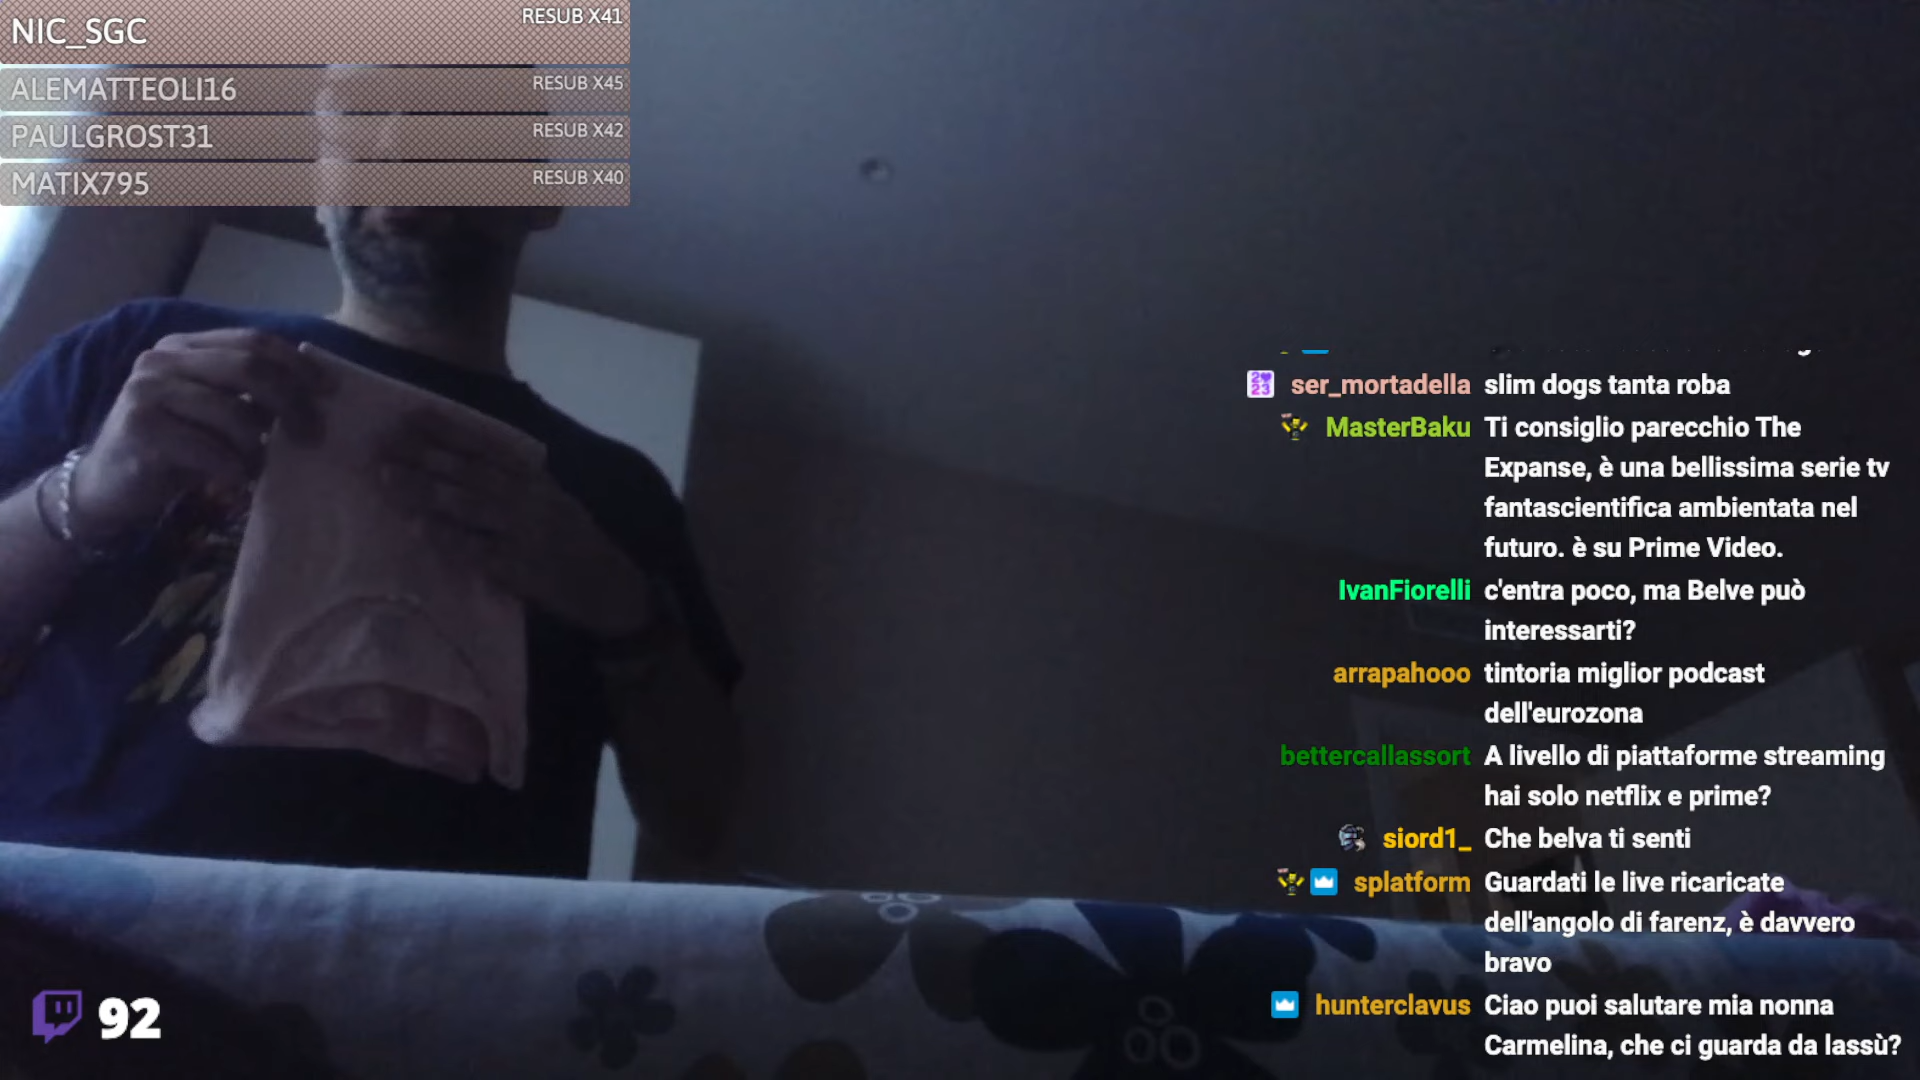 NIC_SGC RESUB X41
ALEMATTEOLI16 RESUB X45
PAULGROST31 RESUB X42
MATIX795 RESUB X40
ser_mortadella slim dogs tanta roba
MasterBaku Ti consiglio parecchio The
Expanse, è una bellissima serie tv
fantascientifica ambientata nel
futuro. è su Prime Video.
IvanFiorelli c'entra poco, ma Belve può
interessarti?
arrapahooo tintoria miglior podcast
dell'eurozona
bettercallassort A livello di piattaforme streaming
hai solo netflix e prime?
siord1_ Che belva ti senti
splatform Guardati le live ricaricate
dell'angolo di farenz, è davvero
bravo
hunterclavus Ciao puoi salutare mia nonna
Carmelina, che ci guarda da lassù?
92